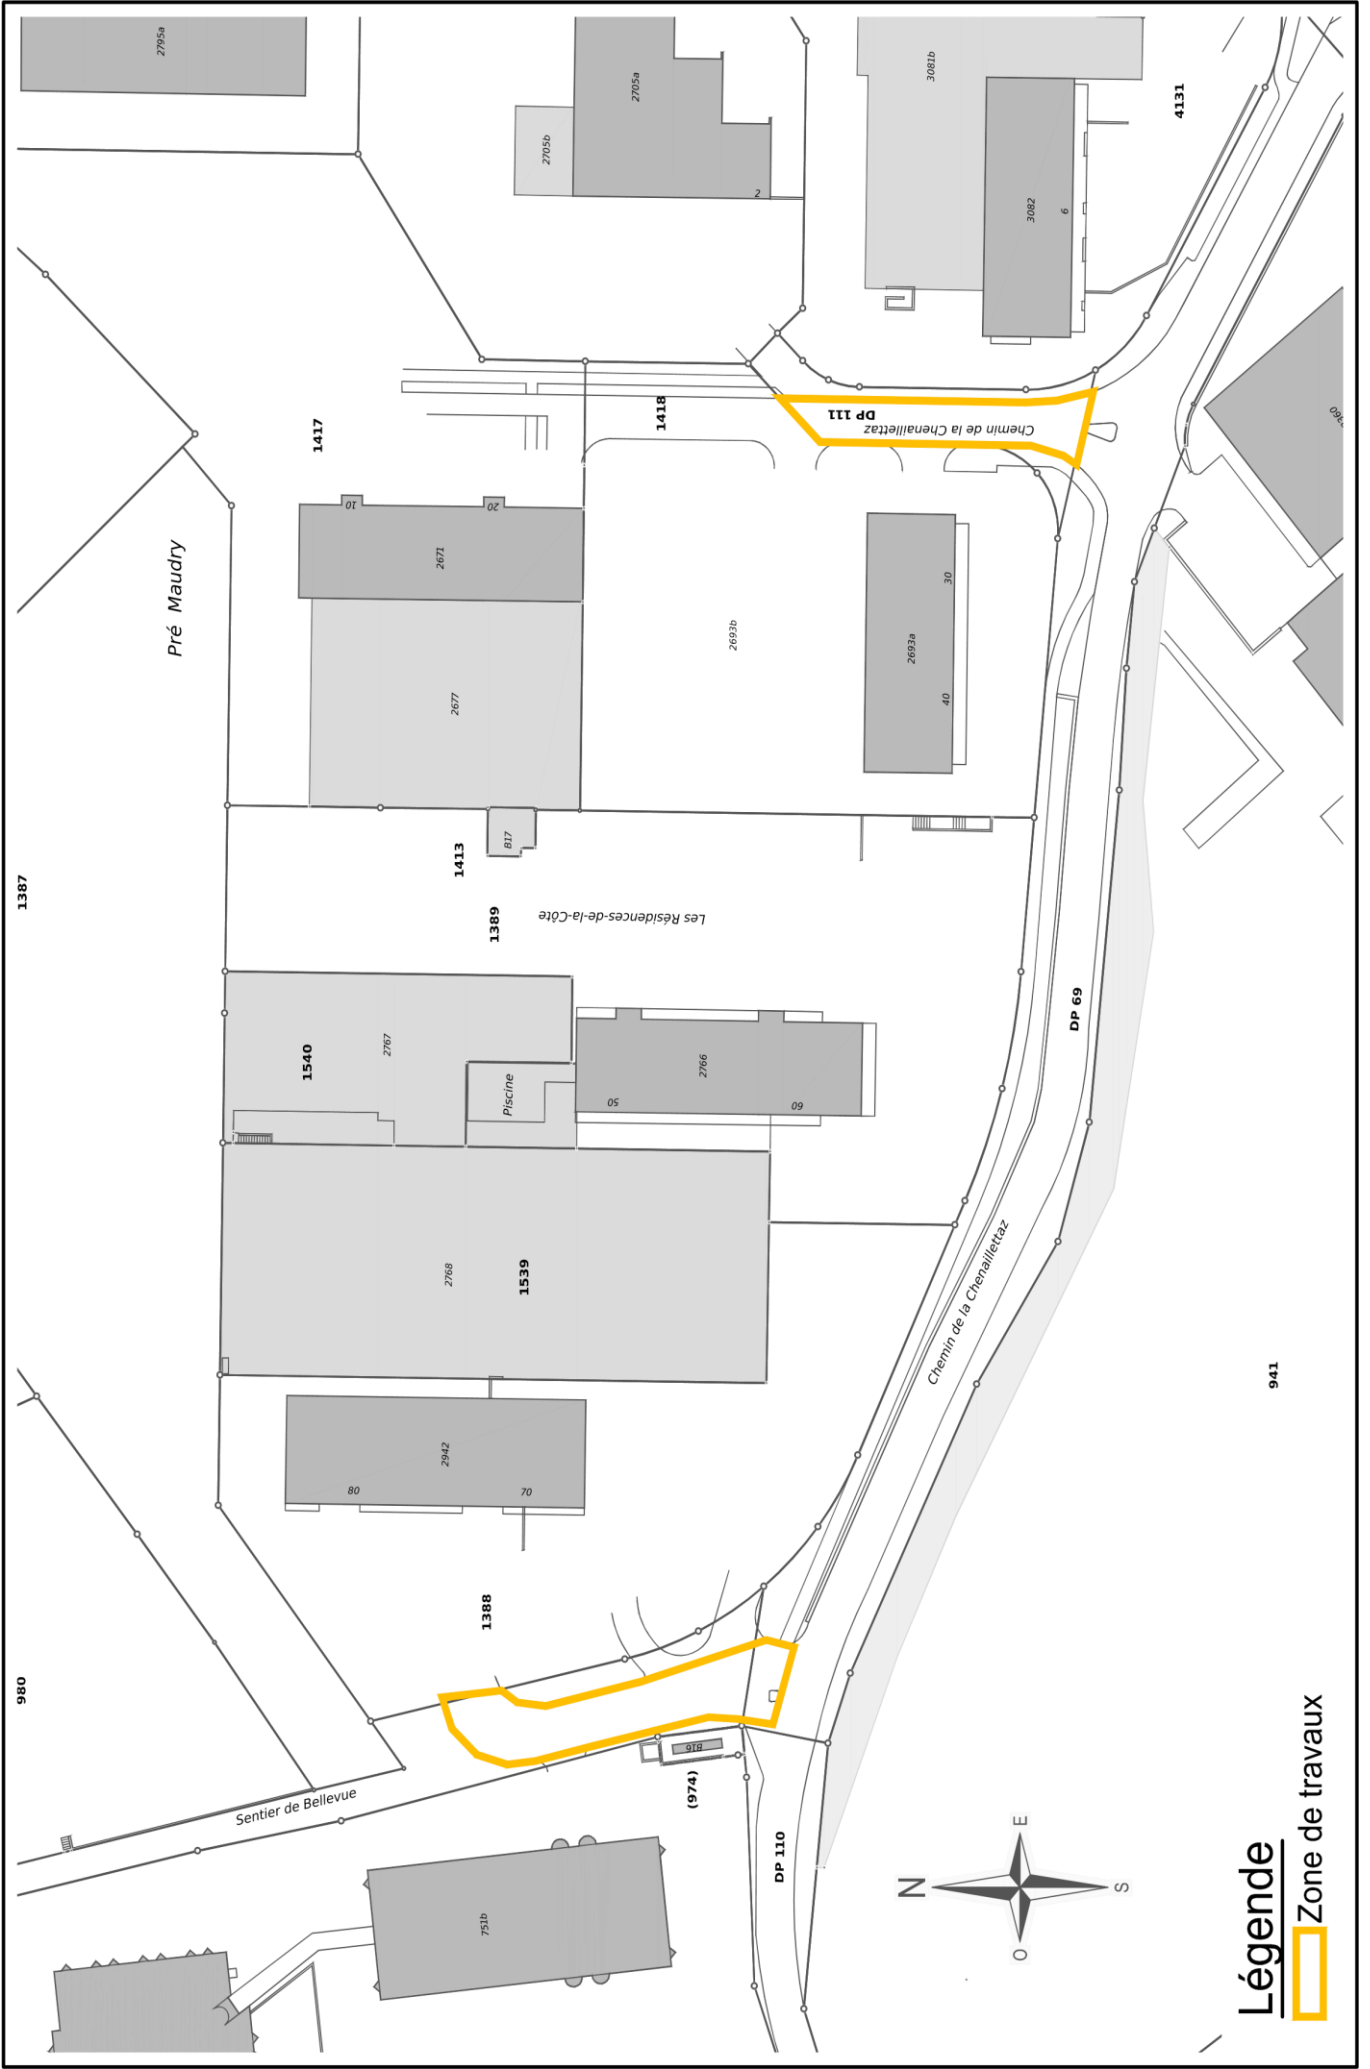 980
1387
2795a
Pré Maudry
Sentier de Bellevue
1540
1417
80
10
2767
2942
2768
2677
2671
1413
751b
1388
1389
20
Piscine
B17
1539
70
2705b
50
Les Résidences-de-la-Côte
2705a
1418
(974)
B16
2766
2693b
2
DP 110
60
DP 111
Chemin de la Chenaillettaz
N
2693a
3081b
40
30
Chemin de la Chenaillettaz
O
E
3082
6
DP 69
S
4131
941
Légende
Zone de travaux